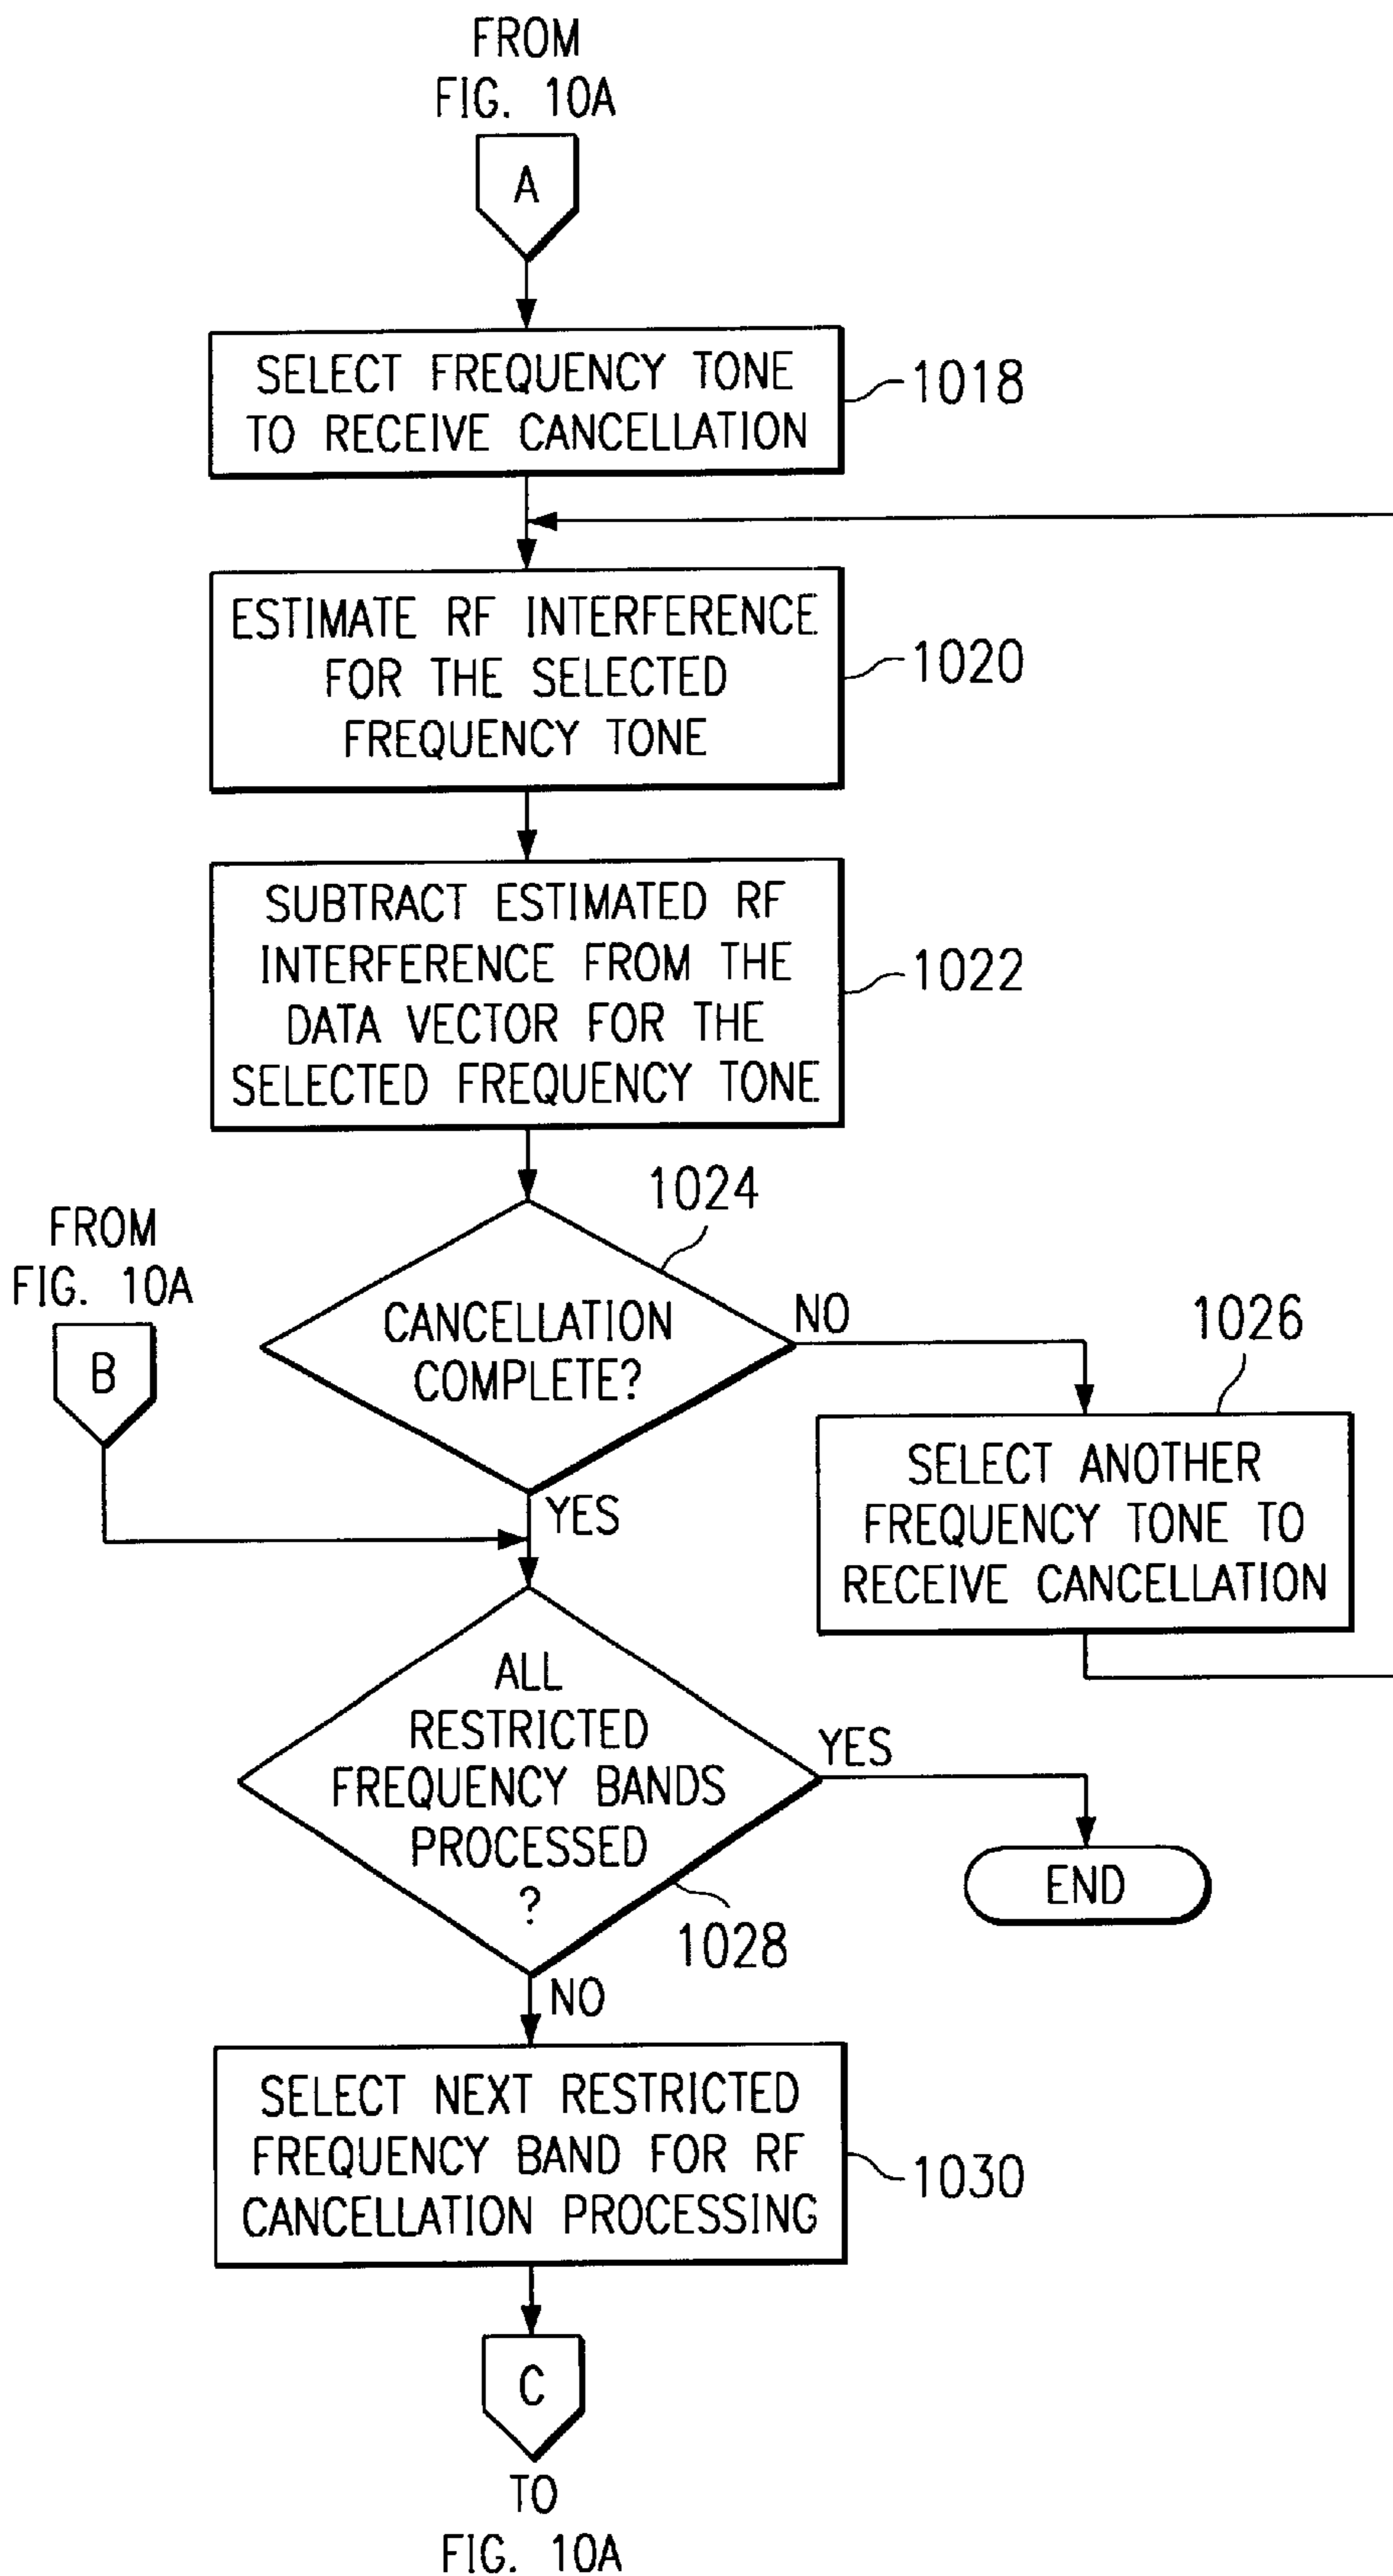 FROM
FIG. 10A
A
SELECT FREQUENCY TONE
TO RECEIVE CANCELLATION
1018
ESTIMATE RF INTERFERENCE
FOR THE SELECTED
FREQUENCY TONE
1020
SUBTRACT ESTIMATED RF
INTERFERENCE FROM THE
DATA VECTOR FOR THE
SELECTED FREQUENCY TONE
1022
1024
FROM
FIG. 10A
B
CANCELLATION
COMPLETE?
NO
YES
1026
SELECT ANOTHER
FREQUENCY TONE TO
RECEIVE CANCELLATION
ALL
RESTRICTED
FREQUENCY BANDS
PROCESSED
?
YES
END
1028
NO
SELECT NEXT RESTRICTED
FREQUENCY BAND FOR RF
CANCELLATION PROCESSING
1030
C
TO
FIG. 10A